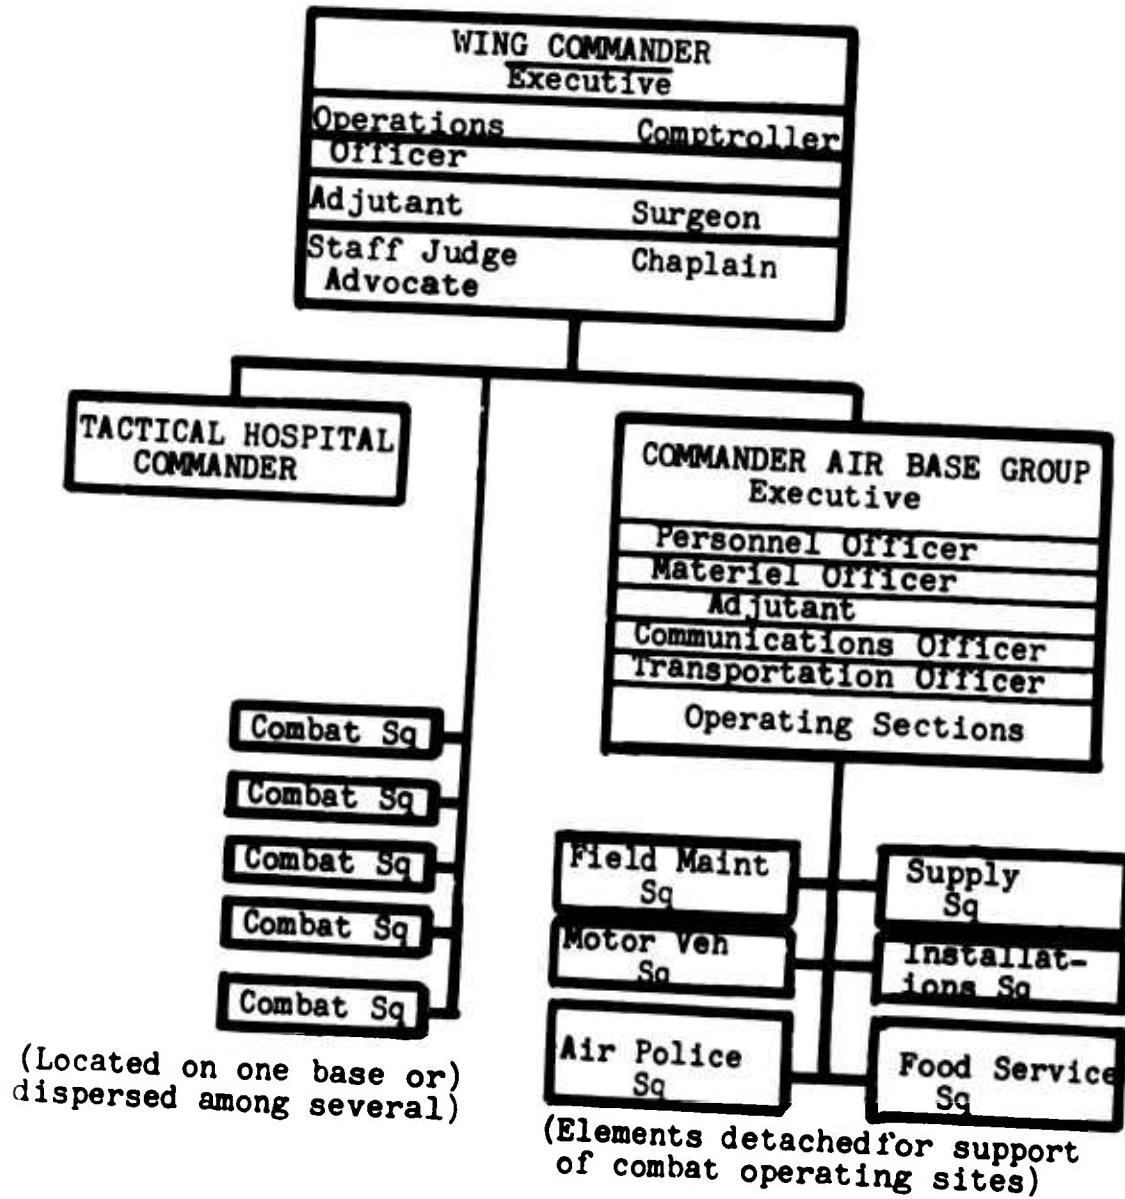 WING COMMANDER
Executive
Operations Comptroller
Officer
Adjutant Surgeon
Staff Judge Chaplain
Advocate
TACTICAL HOSPITAL
COMMANDER
COMMANDER AIR BASE GROUP
Executive
Personnel Officer
Materiel Officer
Adjutant
Communications Officer
Transportation Officer
Operating Sections
Combat Sq
Combat Sq
Combat Sq
Combat Sq
Combat Sq
(Located on one base or)
dispersed among several)
Field Maint
Sq
Supply
Sq
Motor Veh
Sq
Installat-
ions Sq
Air Police
Sq
Food Service
Sq
(Elements detachedfor support
of combat operating sites)